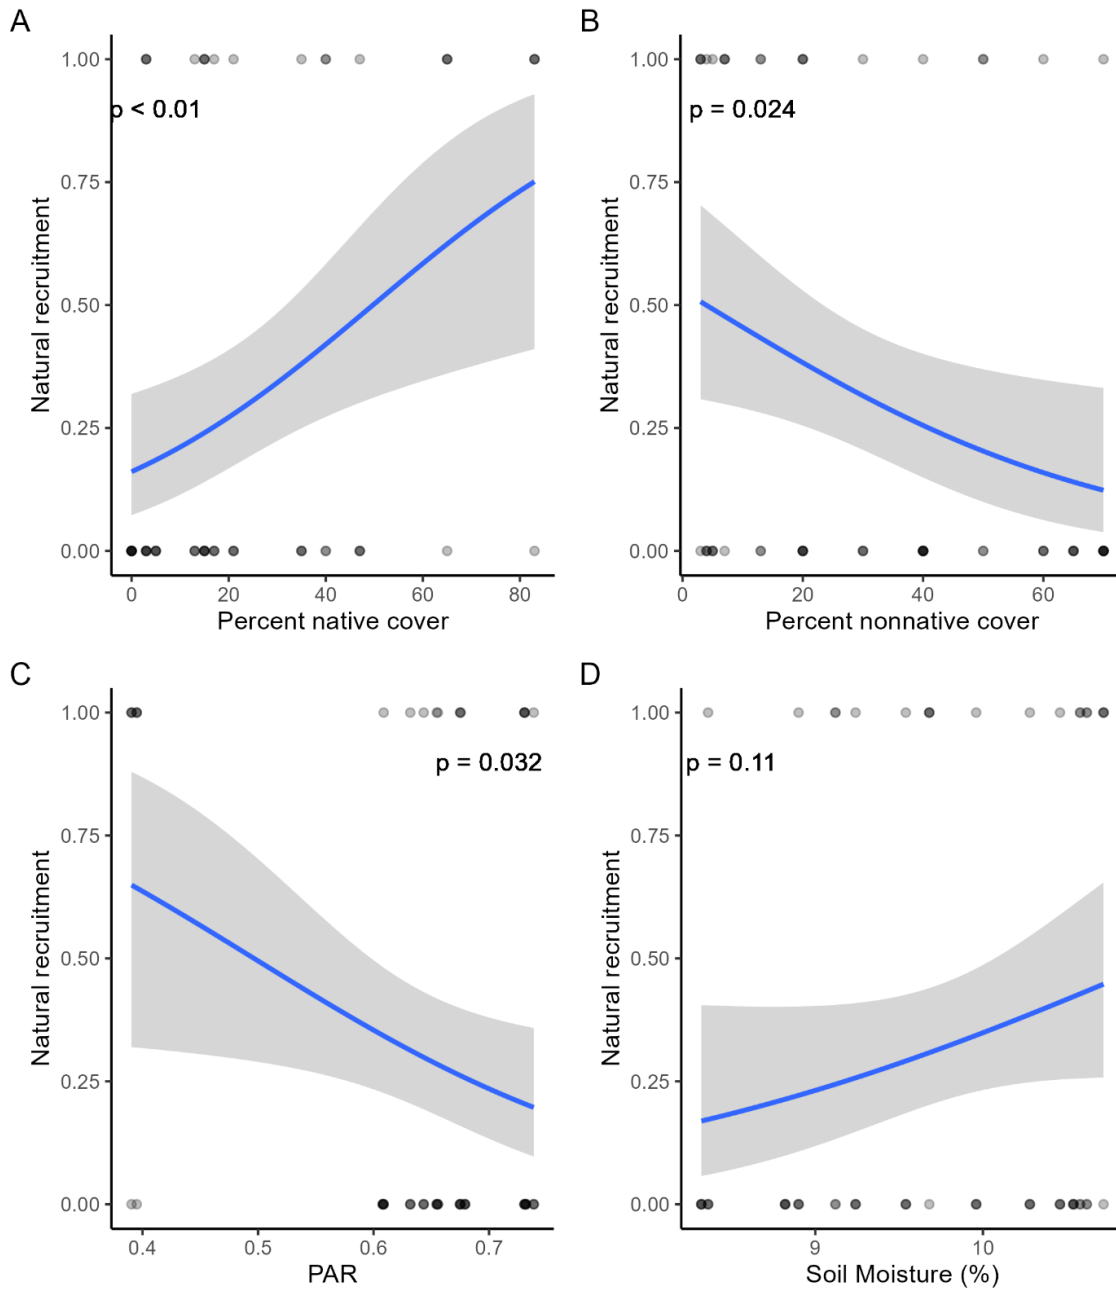 A
1.00
p < 0.01
0.75
0.50
0.25
0.00
Natural recruitment
0 20 40 60 80
Percent native cover
B
1.00
p = 0.024
0.75
0.50
0.25
0.00
Natural recruitment
0 20 40 60
Percent nonnative cover
C
1.00
p = 0.032
0.75
0.50
0.25
0.00
Natural recruitment
0.4 0.5 0.6 0.7
PAR
D
1.00
p = 0.11
0.75
0.50
0.25
0.00
Natural recruitment
9 10
Soil Moisture (%)